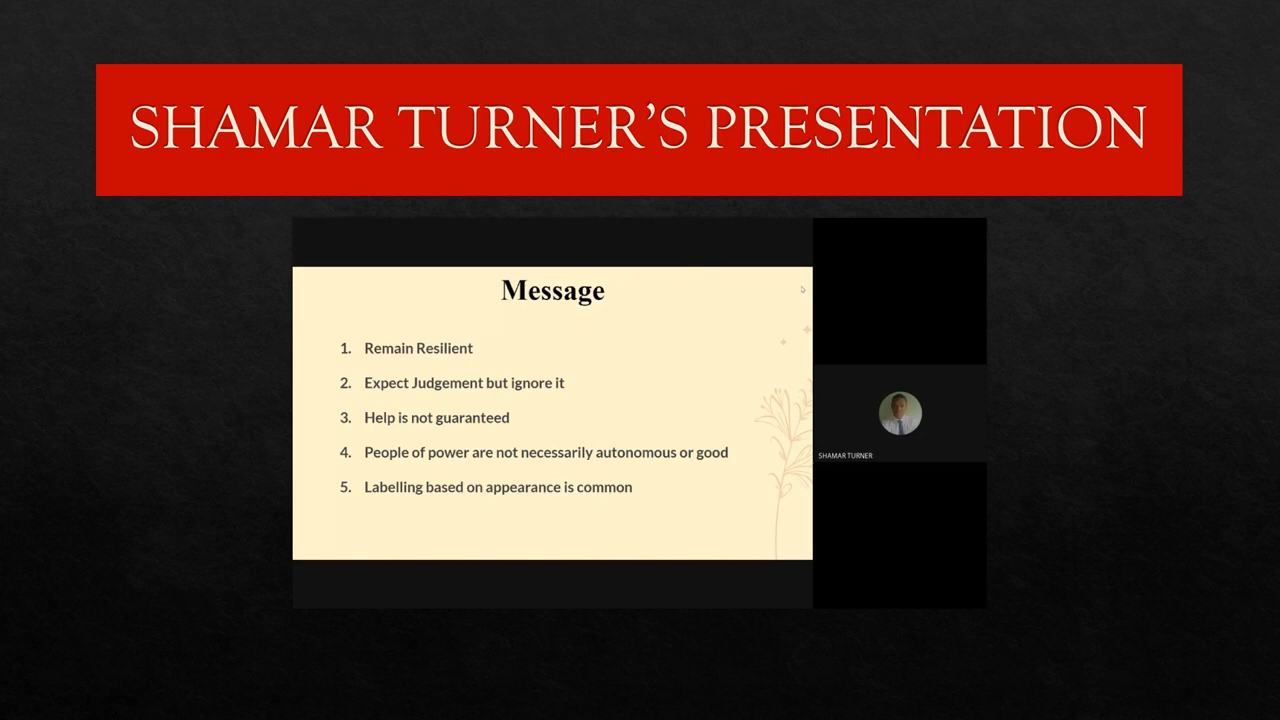 SHAMAR TURNER’S PRESENTATION
Message
1. Remain Resilient
2. Expect Judgement but ignore it
3. Help is not guaranteed
4. People of power are not necessarily autonomous or good
5. Labelling based on appearance is common
SHAMAR TURNER